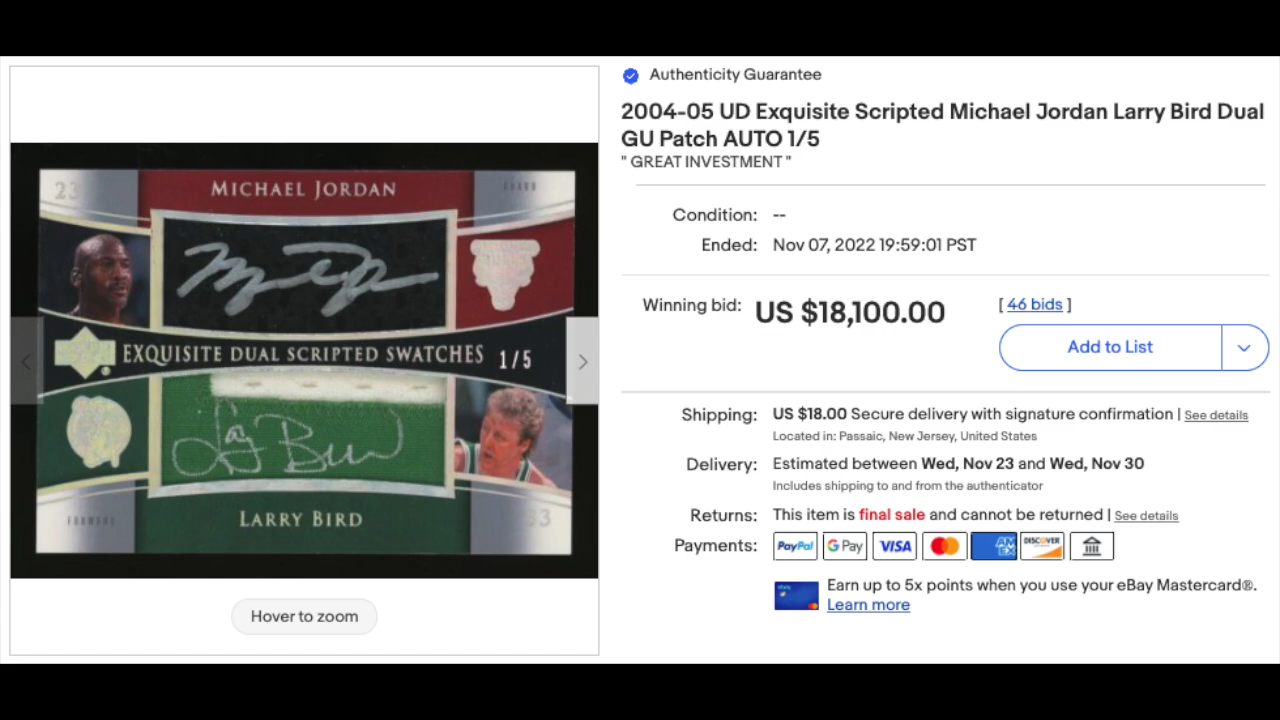 Authenticity Guarantee
2004-05 UD Exquisite Scripted Michael Jordan Larry Bird Dual
GU Patch AUTO 1/5
" GREAT INVESTMENT "
23
MICHAEL JORDAN
GUARD
EXQUISITE DUAL SCRIPTED SWATCHES 1/5
FORWARD
LARRY BIRD
33
Hover to zoom
Condition: --
Ended: Nov 07, 2022 19:59:01 PST
Winning bid: US $18,100.00
[ 46 bids ]
Add to List
Shipping: US $18.00 Secure delivery with signature confirmation | See details
Located in: Passaic, New Jersey, United States
Delivery: Estimated between Wed, Nov 23 and Wed, Nov 30
Includes shipping to and from the authenticator
Returns: This item is final sale and cannot be returned | See details
Payments: PayPal G Pay VISA AMEX DISCOVER
Earn up to 5x points when you use your eBay Mastercard®.
Learn more